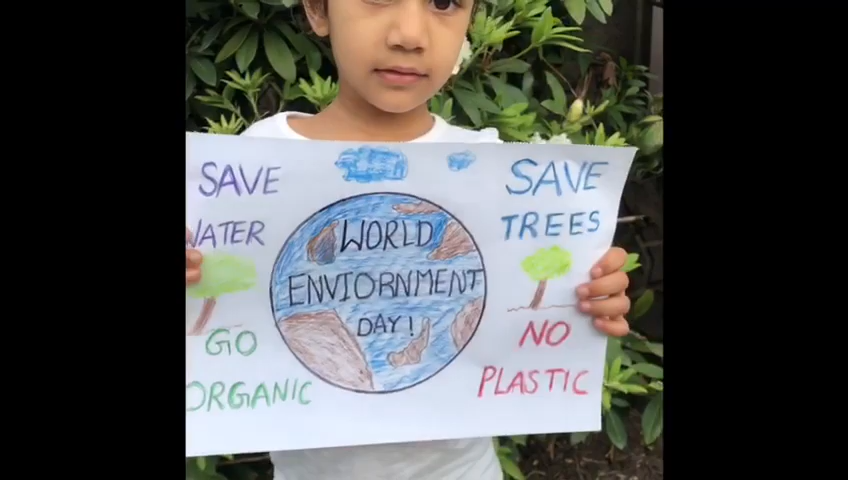 SAVE
WATER
GO
ORGANIC
WORLD
ENVIORNMENT
DAY!
SAVE
TREES
NO
PLASTIC